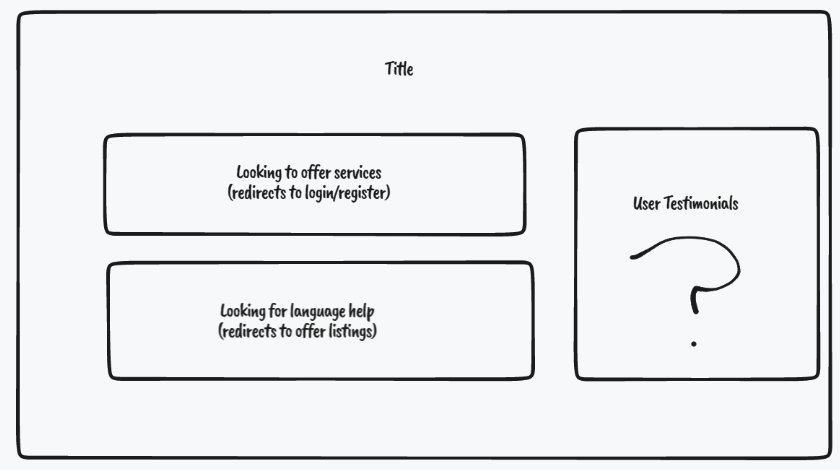 Title
Looking to offer services
(redirects to login/register)
User Testimonials
?
Looking for language help
(redirects to offer listings)